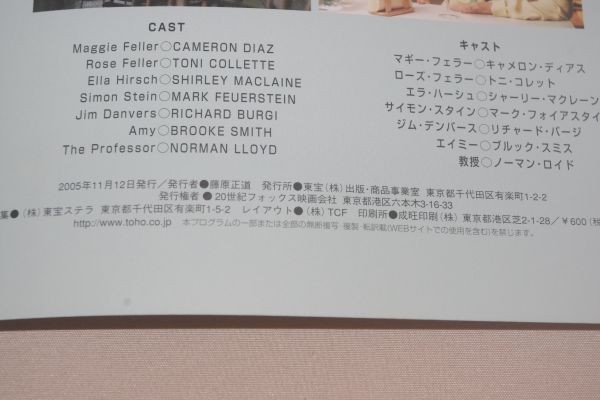 CAST
Maggie Feller○CAMERON DIAZ
Rose Feller○TONI COLLETTE
Ella Hirsch○SHIRLEY MACLAINE
Simon Stein○MARK FEUERSTEIN
Jim Danvers○RICHARD BURGI
Amy○BROOKE SMITH
The Professor○NORMAN LLOYD
キャスト
マギー・フェラー○キャメロン・ディアス
ローズ・フェラー○トニ・コレット
エラ・ハーシュ○シャーリー・マクレーン
サイモン・スタイン○マーク・フォイアスタイ
ジム・デンバース○リチャード・バージ
エイミー○ブルック・スミス
教授○ノーマン・ロイド
2005年11月12日発行／発行者●藤原正道 発行所●東宝(株)出版・商品事業室 東京都千代田区有楽町1-2-2
発行権者●20世紀フォックス映画会社 東京都港区六本木3-16-33
集●(株)東宝ステラ 東京都千代田区有楽町1-5-2 レイアウト●(株)TCF 印刷所●成旺印刷(株) 東京都港区芝2-1-28／¥600(税
http://www.toho.co.jp 本プログラムの一部または全部の無断複写・複製・転訳載(WEBサイトでの使用を含む)を禁じます。